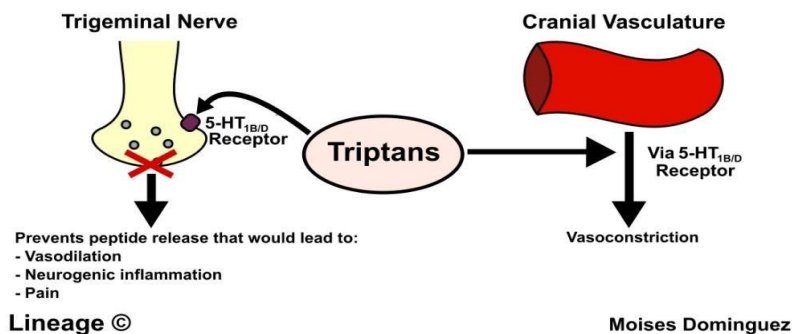 Trigeminal Nerve
Cranial Vasculature
5-HT1B/D
Receptor
Triptans
Via 5-HT1B/D
Receptor
Prevents peptide release that would lead to:
- Vasodilation
- Neurogenic inflammation
- Pain
Vasoconstriction
Lineage ©
Moises Dominguez